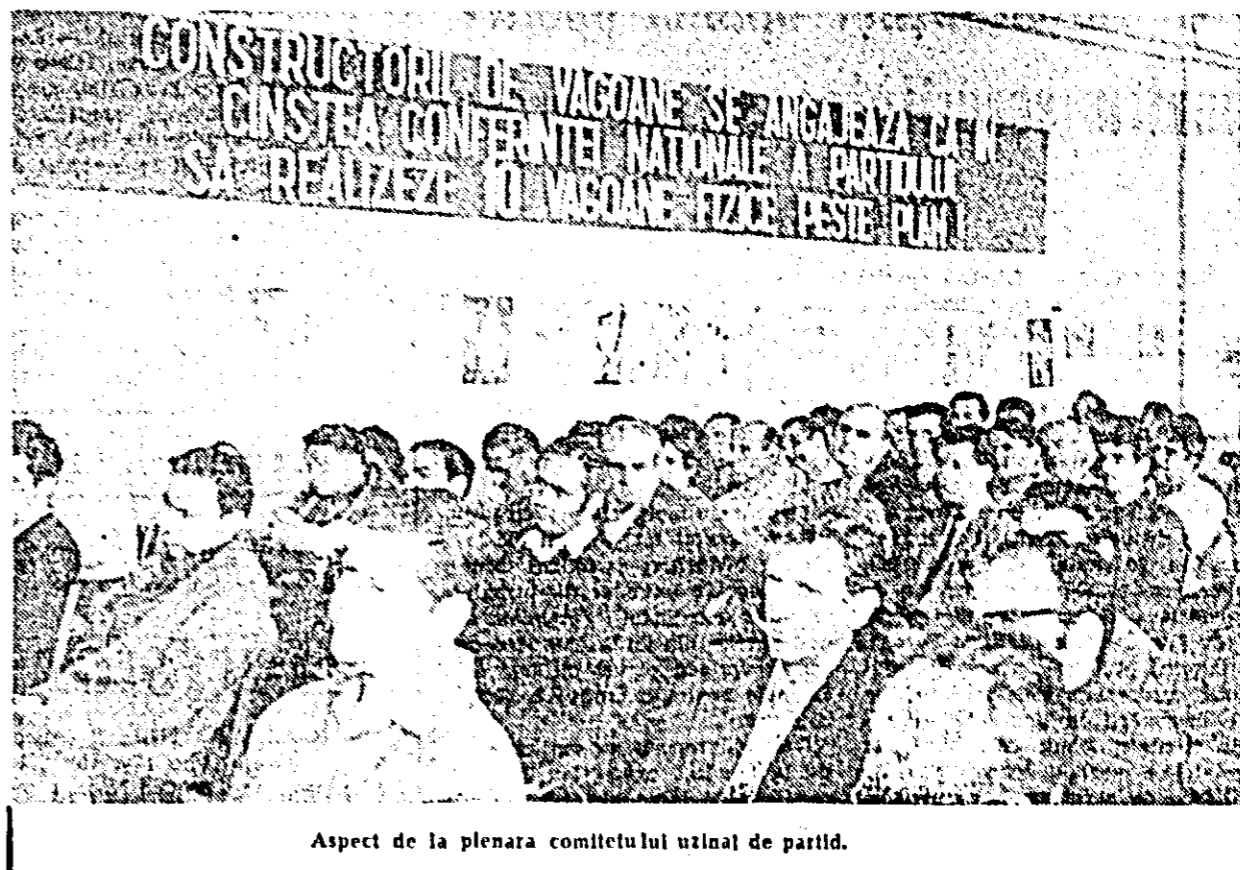 CONSTRUCTORII DE VAGOANE SE ANGAJEAZA CA IN
CINSTEA CONFERINTEI NATIONALE A PARTIDULUI
SA REALIZEZE 10 VAGOANE FIZICE PESTE PLAN !
Aspect de la plenara comitetului uzinal de partid.